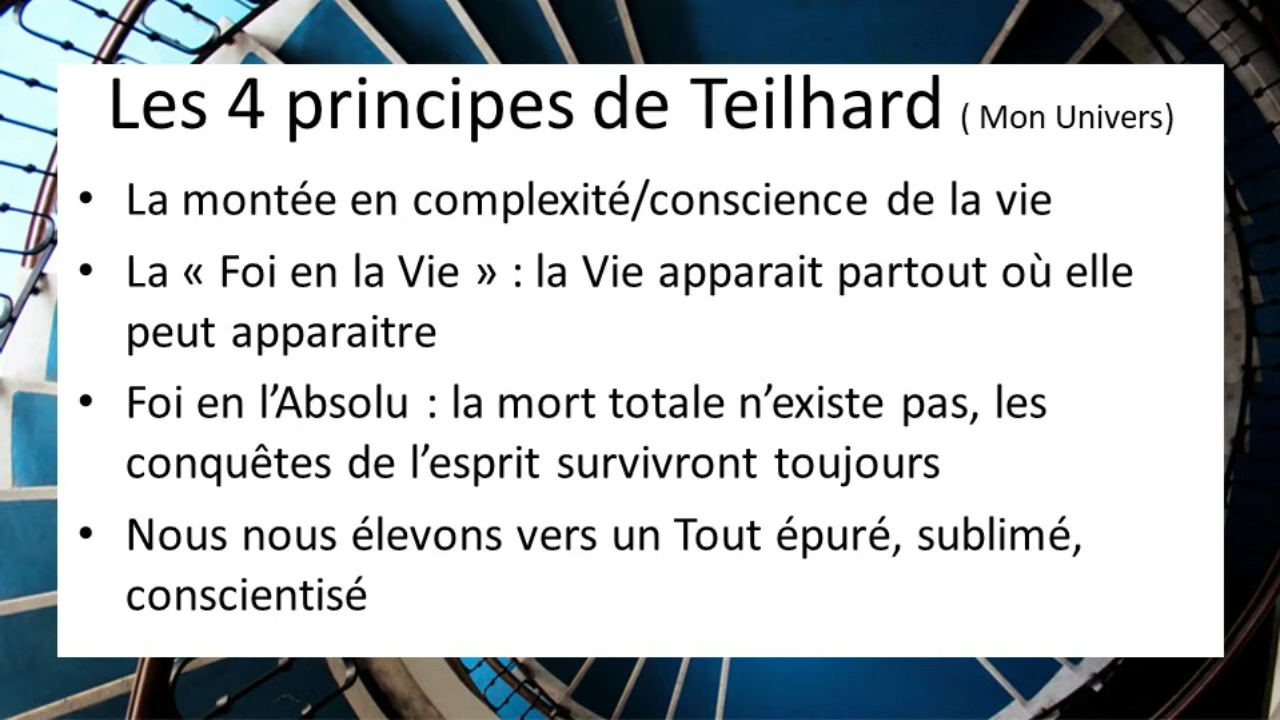 Les 4 principes de Teilhard ( Mon Univers)
• La montée en complexité/conscience de la vie
• La « Foi en la Vie » : la Vie apparait partout où elle
peut apparaitre
• Foi en l’Absolu : la mort totale n’existe pas, les
conquêtes de l’esprit survivront toujours
• Nous nous élevons vers un Tout épuré, sublimé,
conscientisé